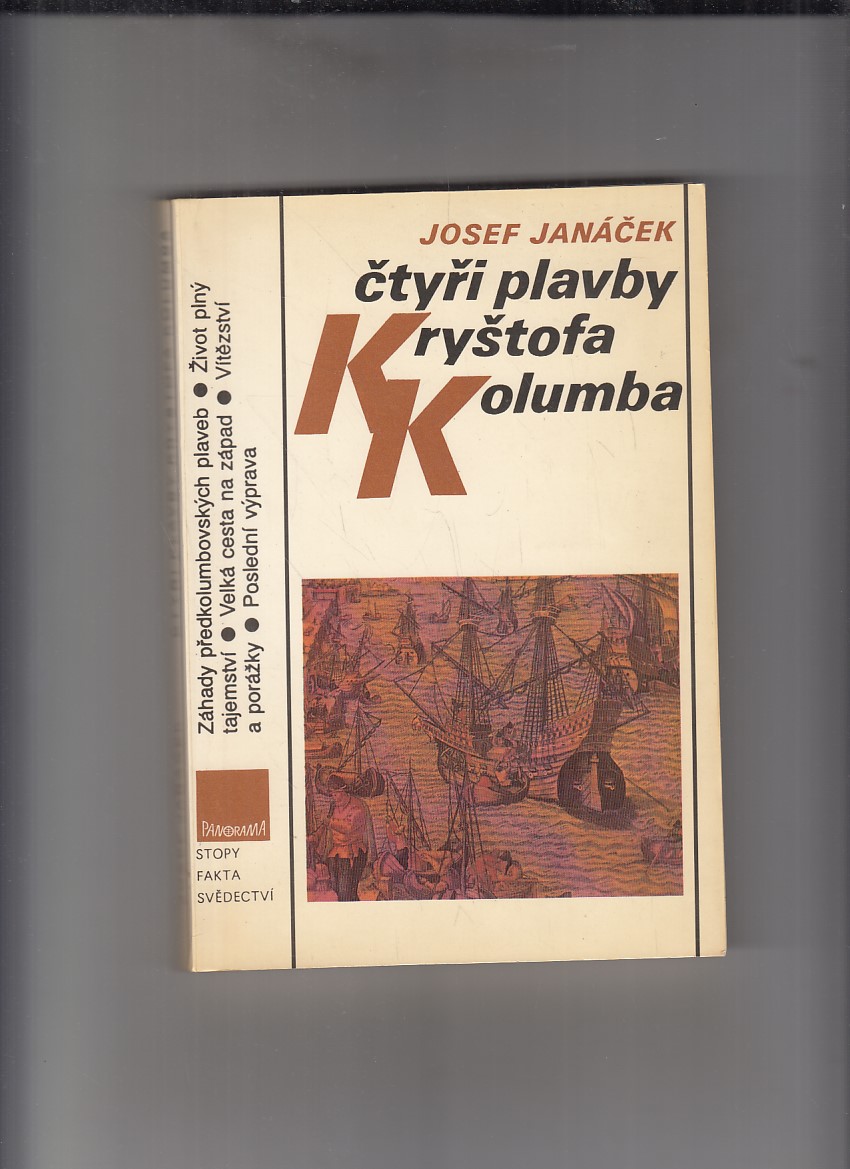 JOSEF JANÁČEK
čtyři plavby
Kryštofa
Kolumba
Záhady předkolumbovských plaveb ● Život plný
tajemství ● Velká cesta na západ ● Vítězství
a porážky ● Poslední výprava
PANORAMA
STOPY
FAKTA
SVĚDECTVÍ